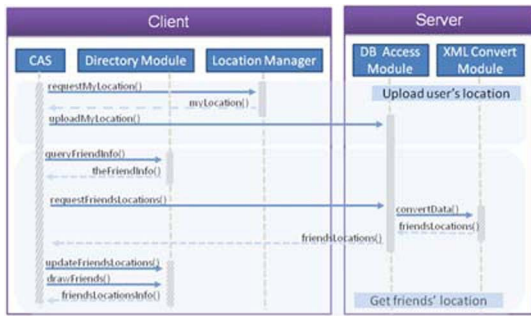 Client
Server
CAS
Directory Module
Location Manager
DB Access
Module
XML Convert
Module
requestMyLocation()
Upload user's location
myLocation()
uploadMyLocation()
queryFriendInfo()
theFriendInfo()
requestFriendsLocations()
convertData()
friendsLocations()
friendsLocations()
updateFriendsLocations()
drawFriends()
friendsLocationsInfo()
Get friends' location